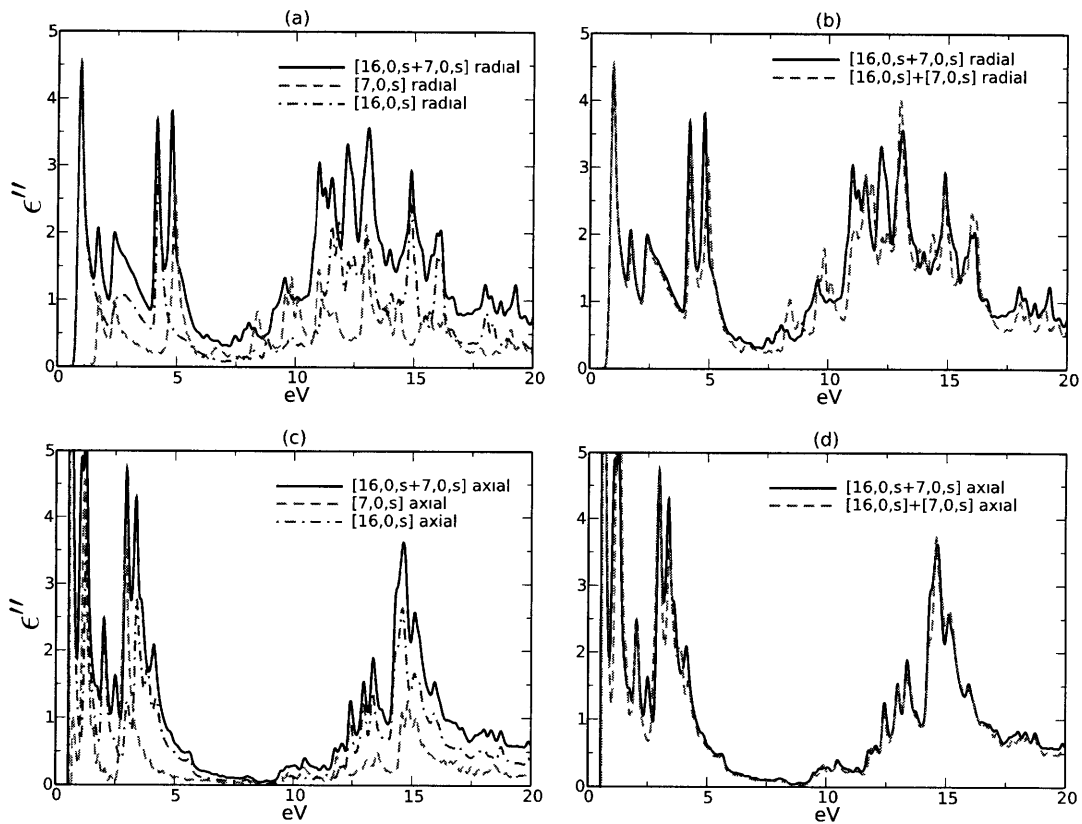 (a)
5
4
3
2
1
0
ϵ′′
[16,0,s+7,0,s] radial
[7,0,s] radial
[16,0,s] radial
0
5
10
15
20
eV
(b)
5
4
3
2
1
0
[16,0,s+7,0,s] radial
[16,0,s]+[7,0,s] radial
0
5
10
15
20
eV
(c)
5
4
3
2
1
0
ϵ′′
[16,0,s+7,0,s] axial
[7,0,s] axial
[16,0,s] axial
0
5
10
15
20
eV
(d)
5
4
3
2
1
0
[16,0,s+7,0,s] axial
[16,0,s]+[7,0,s] axial
0
5
10
15
20
eV